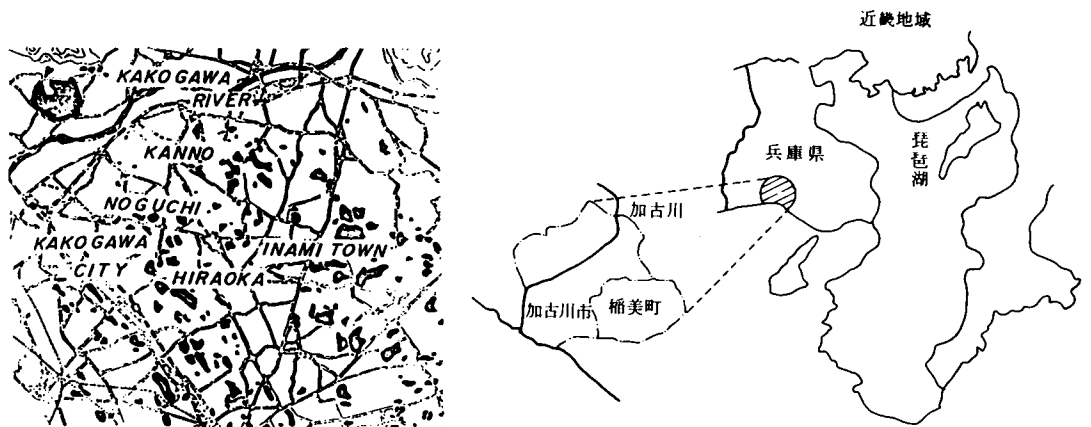 KAKOGAWA
RIVER
KANNO
NOGUCHI
KAKOGAWA
CITY
INAMI TOWN
HIRAOKA
近畿地域
兵庫県
琵琶湖
加古川
加古川市
稲美町